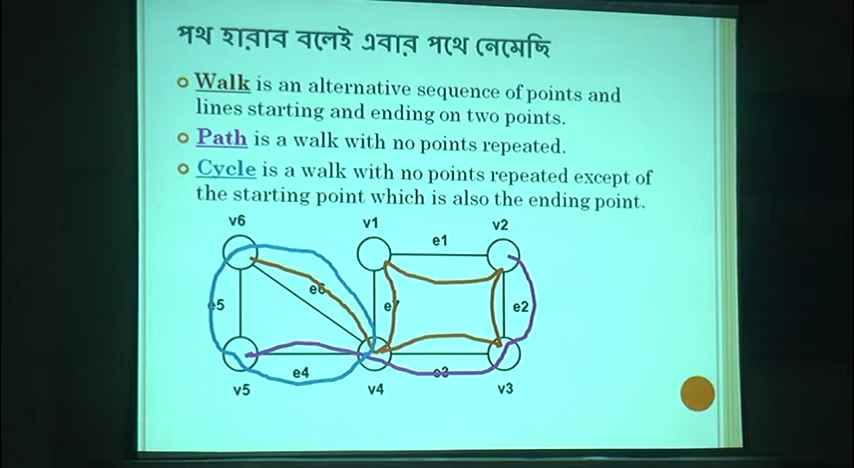 পথ হারাব বলেই এবার পথে নেমেছি
Walk is an alternative sequence of points and
lines starting and ending on two points.
Path is a walk with no points repeated.
Cycle is a walk with no points repeated except of
the starting point which is also the ending point.
v6 v1 v2
e1
e6
e5 e7 e2
e4 e3
v5 v4 v3